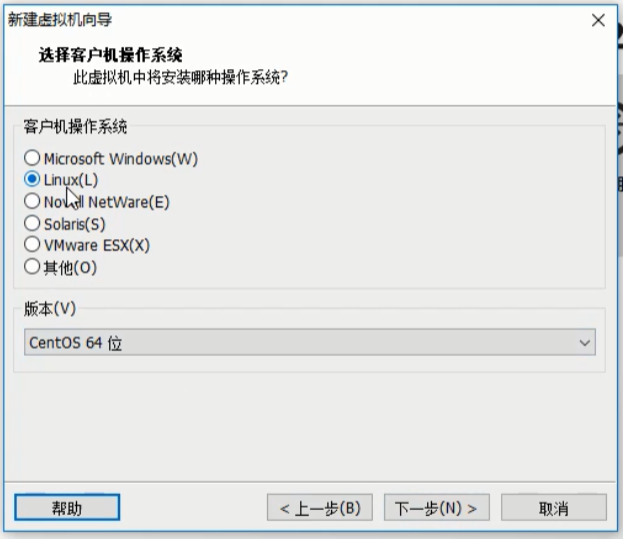 新建虚拟机向导
选择客户机操作系统
此虚拟机中将安装哪种操作系统?
客户机操作系统
Microsoft Windows(W)
Linux(L)
Novell NetWare(E)
Solaris(S)
VMware ESX(X)
其他(O)
版本(V)
CentOS 64 位
帮助
< 上一步(B)
下一步(N) >
取消